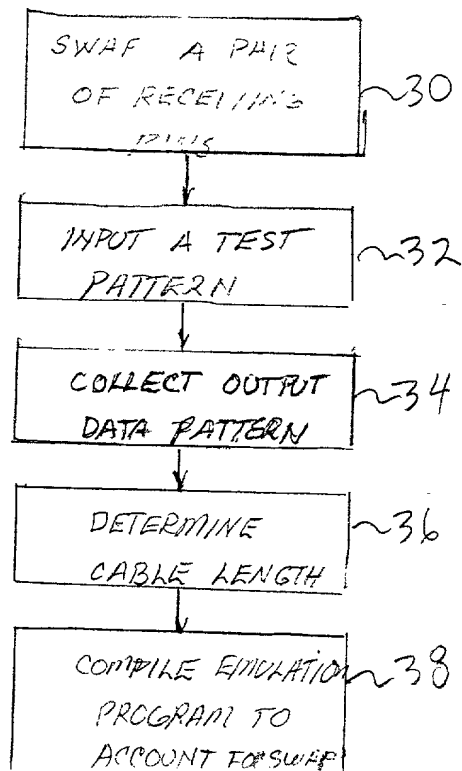 SWAP A PAIR
OF RECEIVING
PINS
30
INPUT A TEST
PATTERN
32
COLLECT OUTPUT
DATA PATTERN
34
DETERMINE
CABLE LENGTH
36
COMPILE EMULATION
PROGRAM TO
ACCOUNT FOR SWAP
38